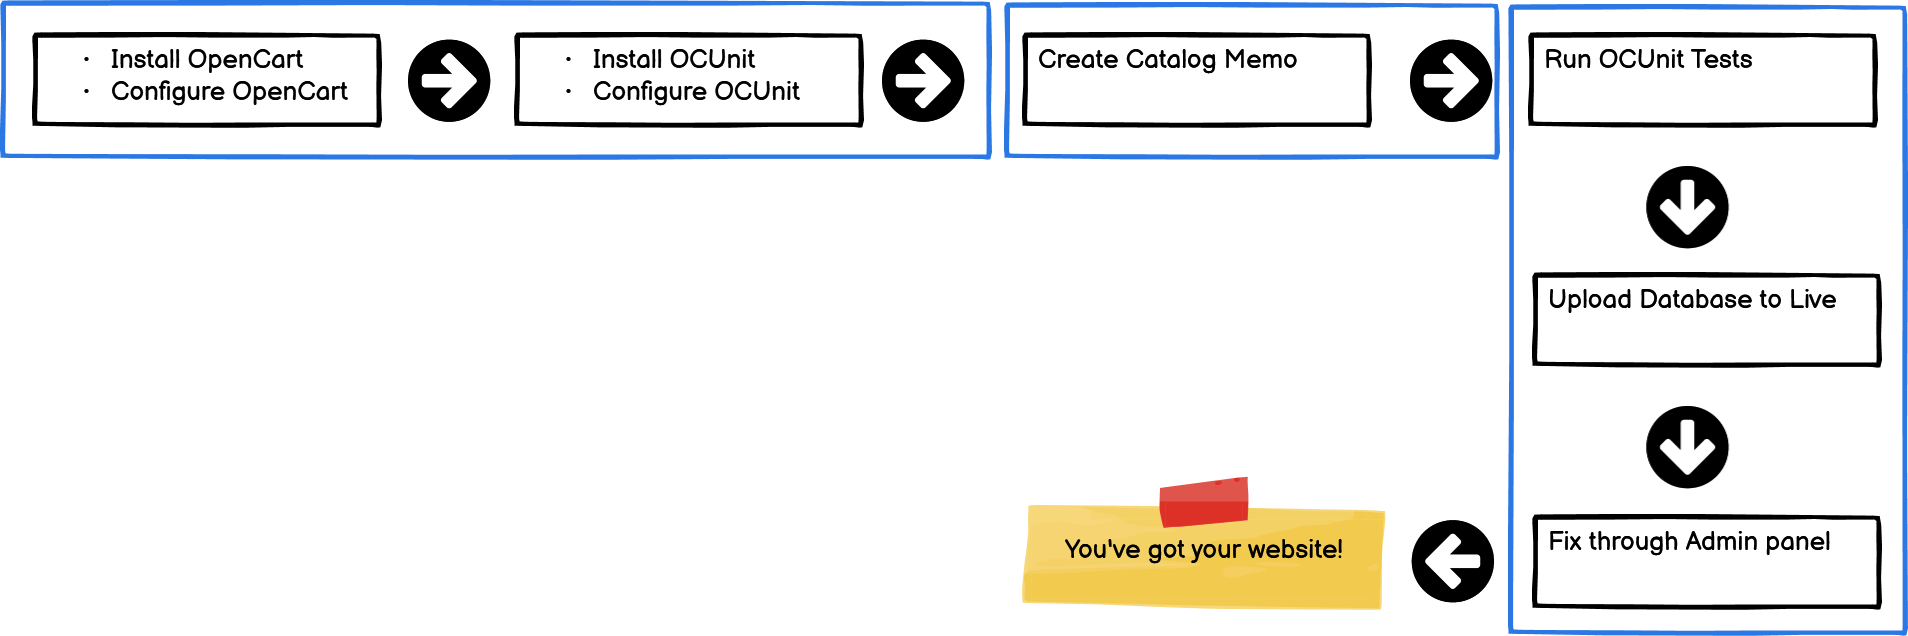 · Install OpenCart
· Configure OpenCart
· Install OCUnit
· Configure OCUnit
Create Catalog Memo
Run OCUnit Tests
Upload Database to Live
Fix through Admin panel
You've got your website!